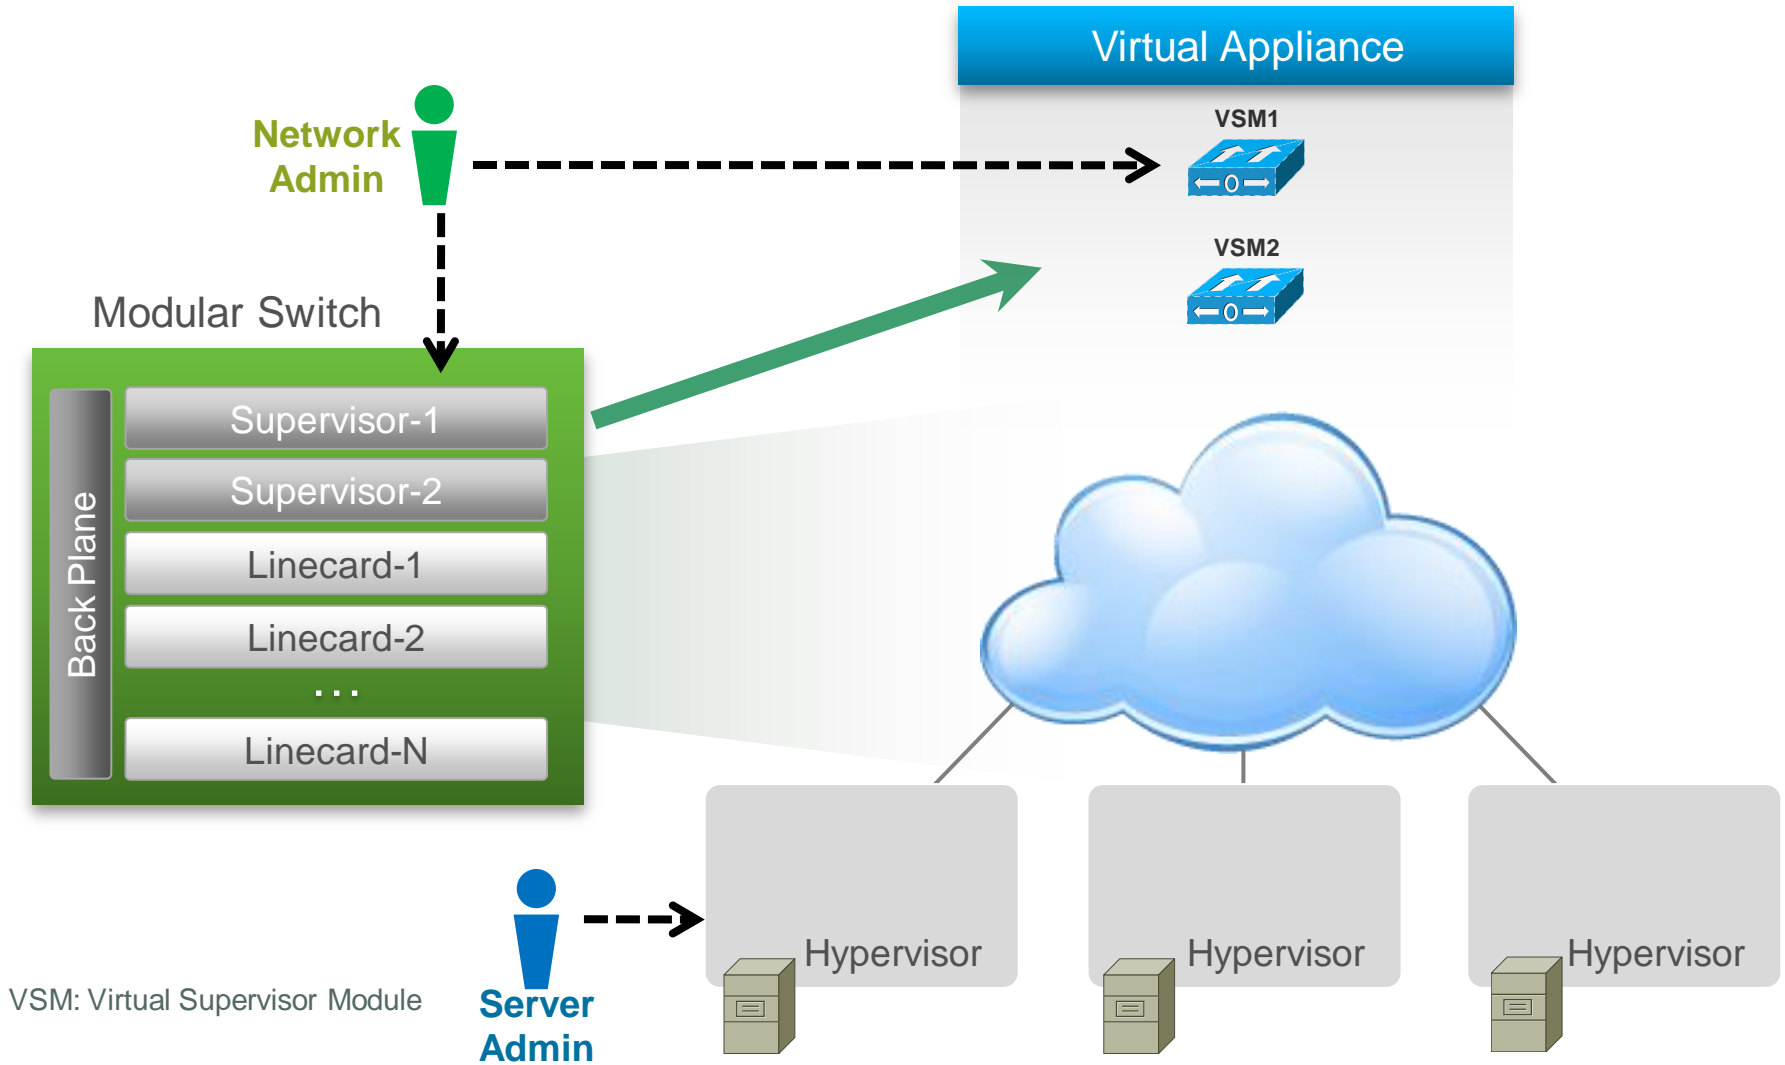 Virtual Appliance
VSM1
Network
Admin
VSM2
Modular Switch
Back Plane
Supervisor-1
Supervisor-2
Linecard-1
Linecard-2
...
Linecard-N
Hypervisor
Hypervisor
Hypervisor
VSM: Virtual Supervisor Module
Server
Admin